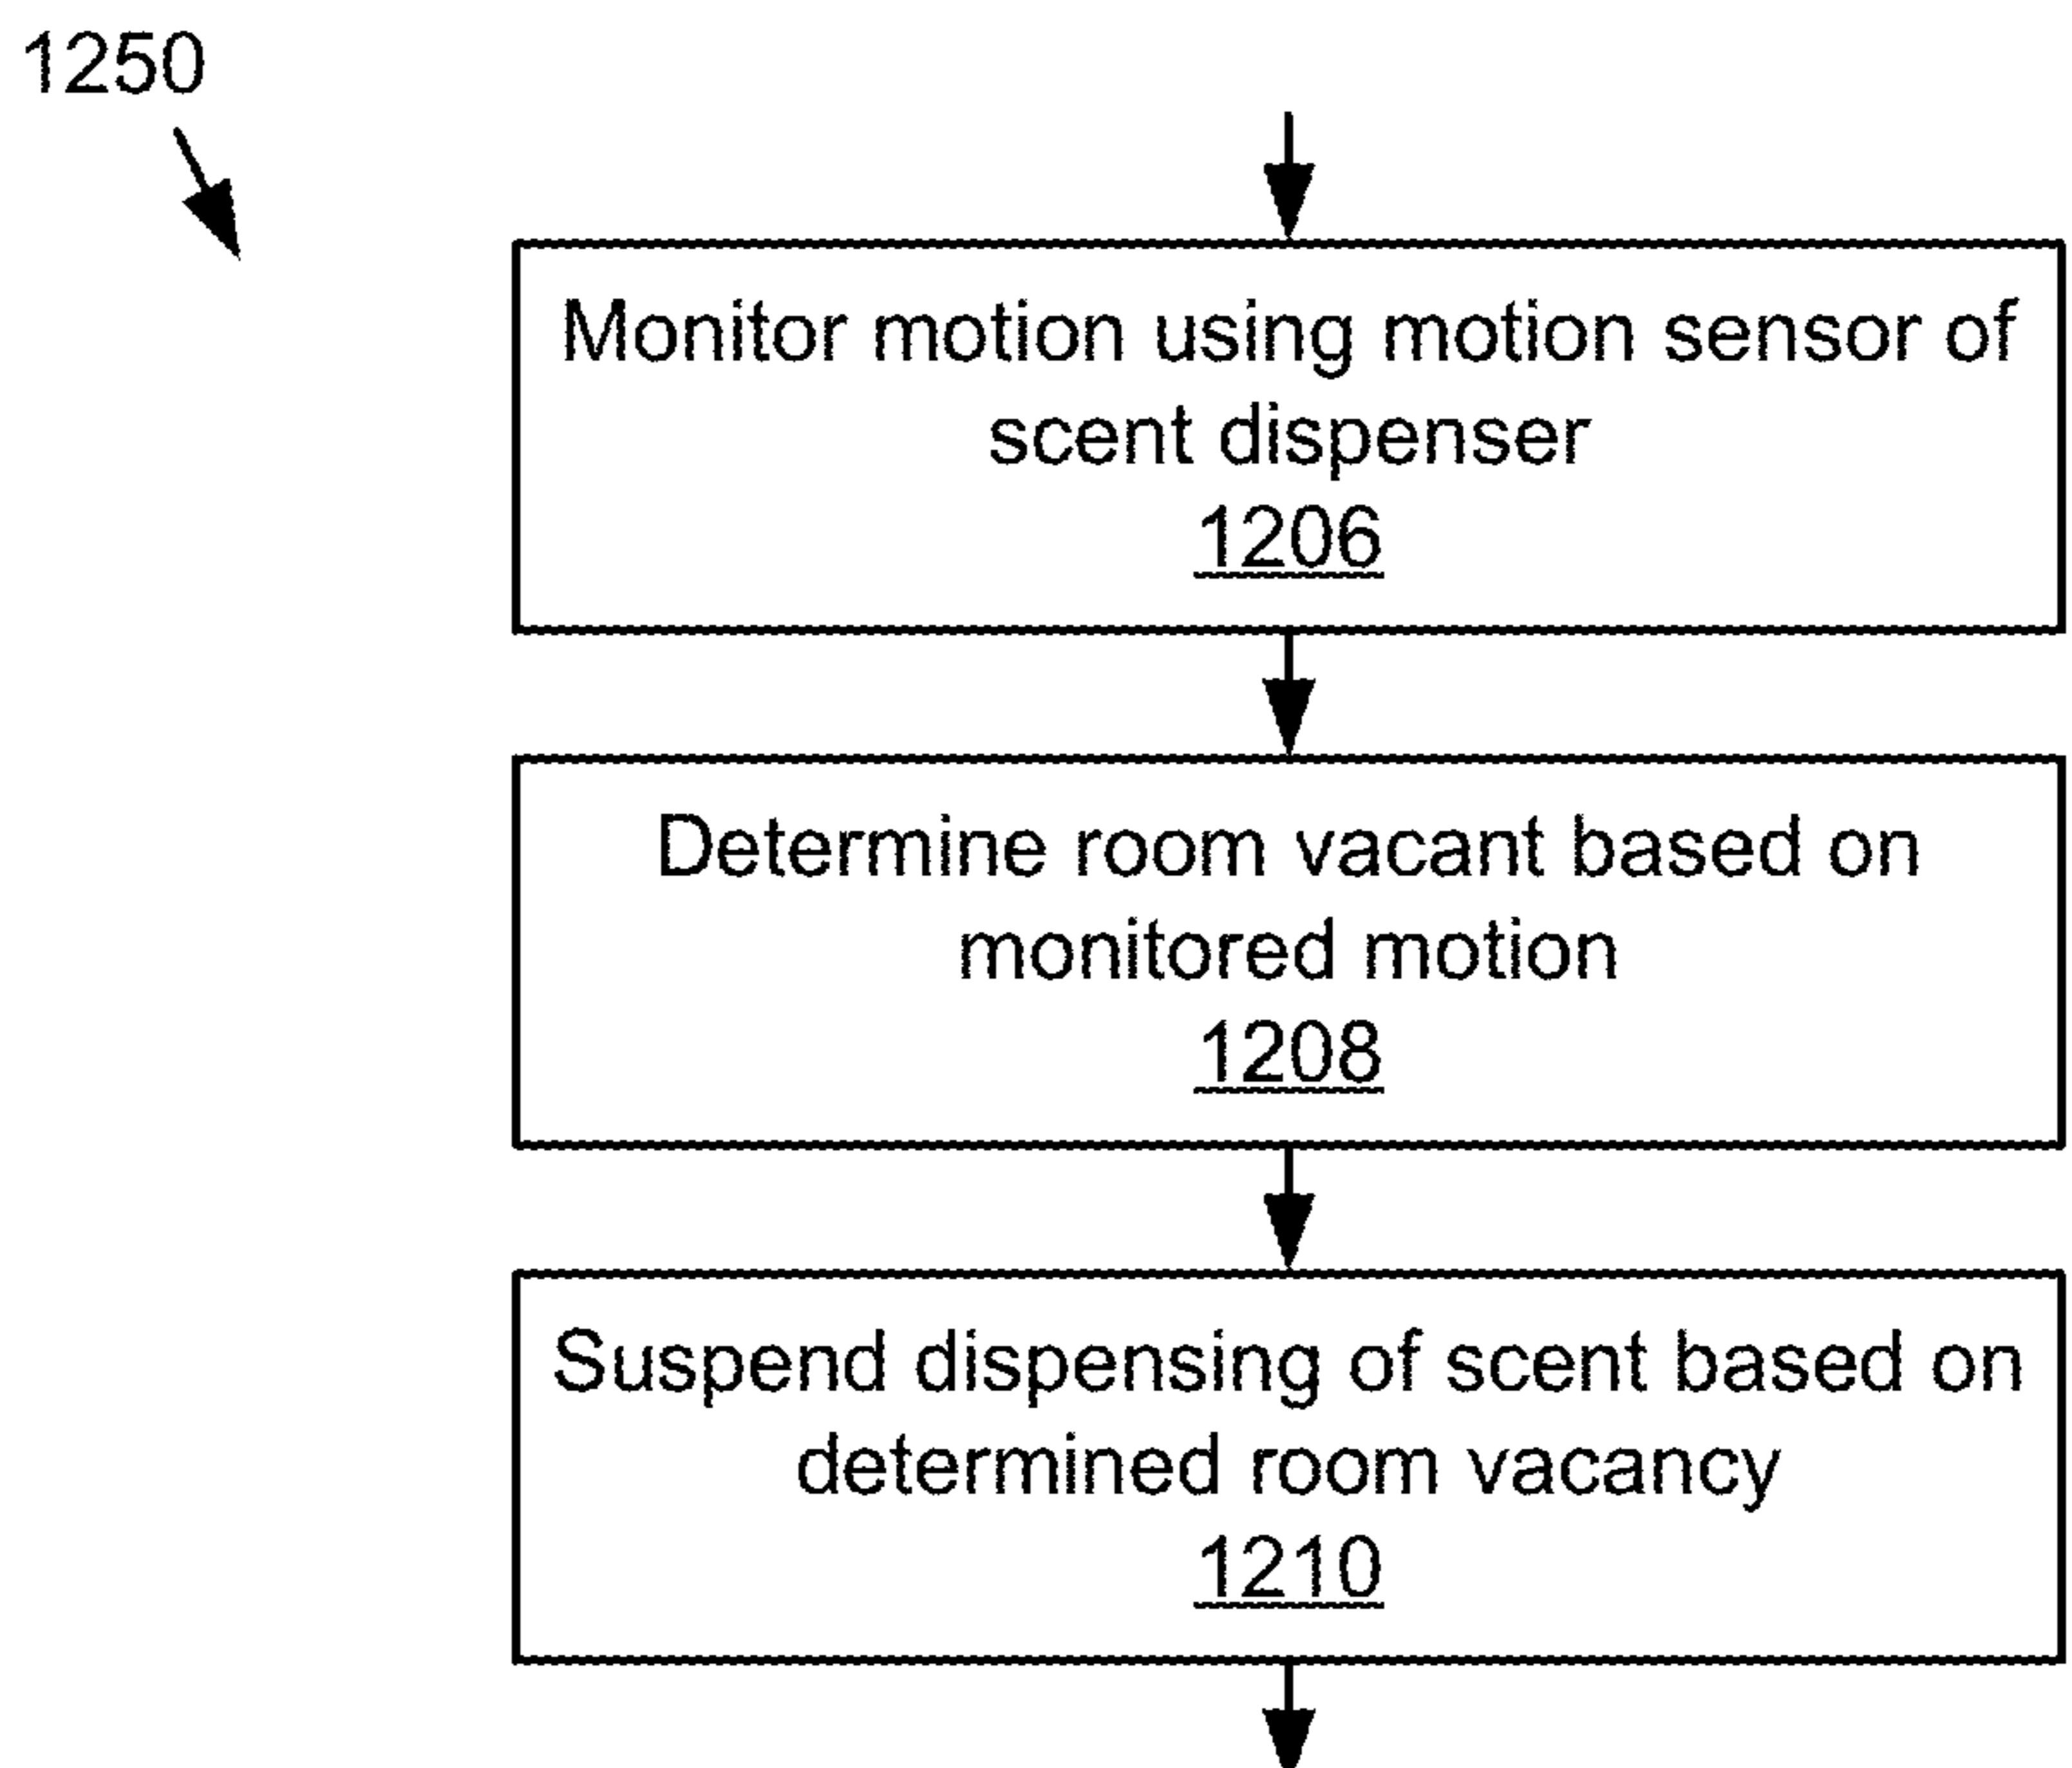 1250
Monitor motion using motion sensor of
scent dispenser
1206
Determine room vacant based on
monitored motion
1208
Suspend dispensing of scent based on
determined room vacancy
1210